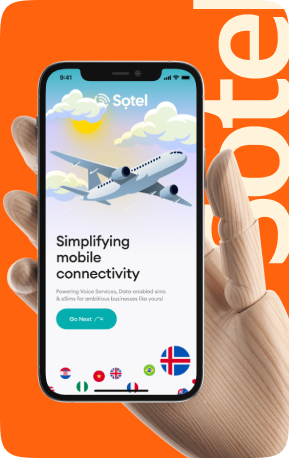 Sotel
9:41
Sọtel
Simplifying
mobile
connectivity
Powering Voice Services, Data-enabled sims
& eSims for ambitious businesses like yours!
Go Next